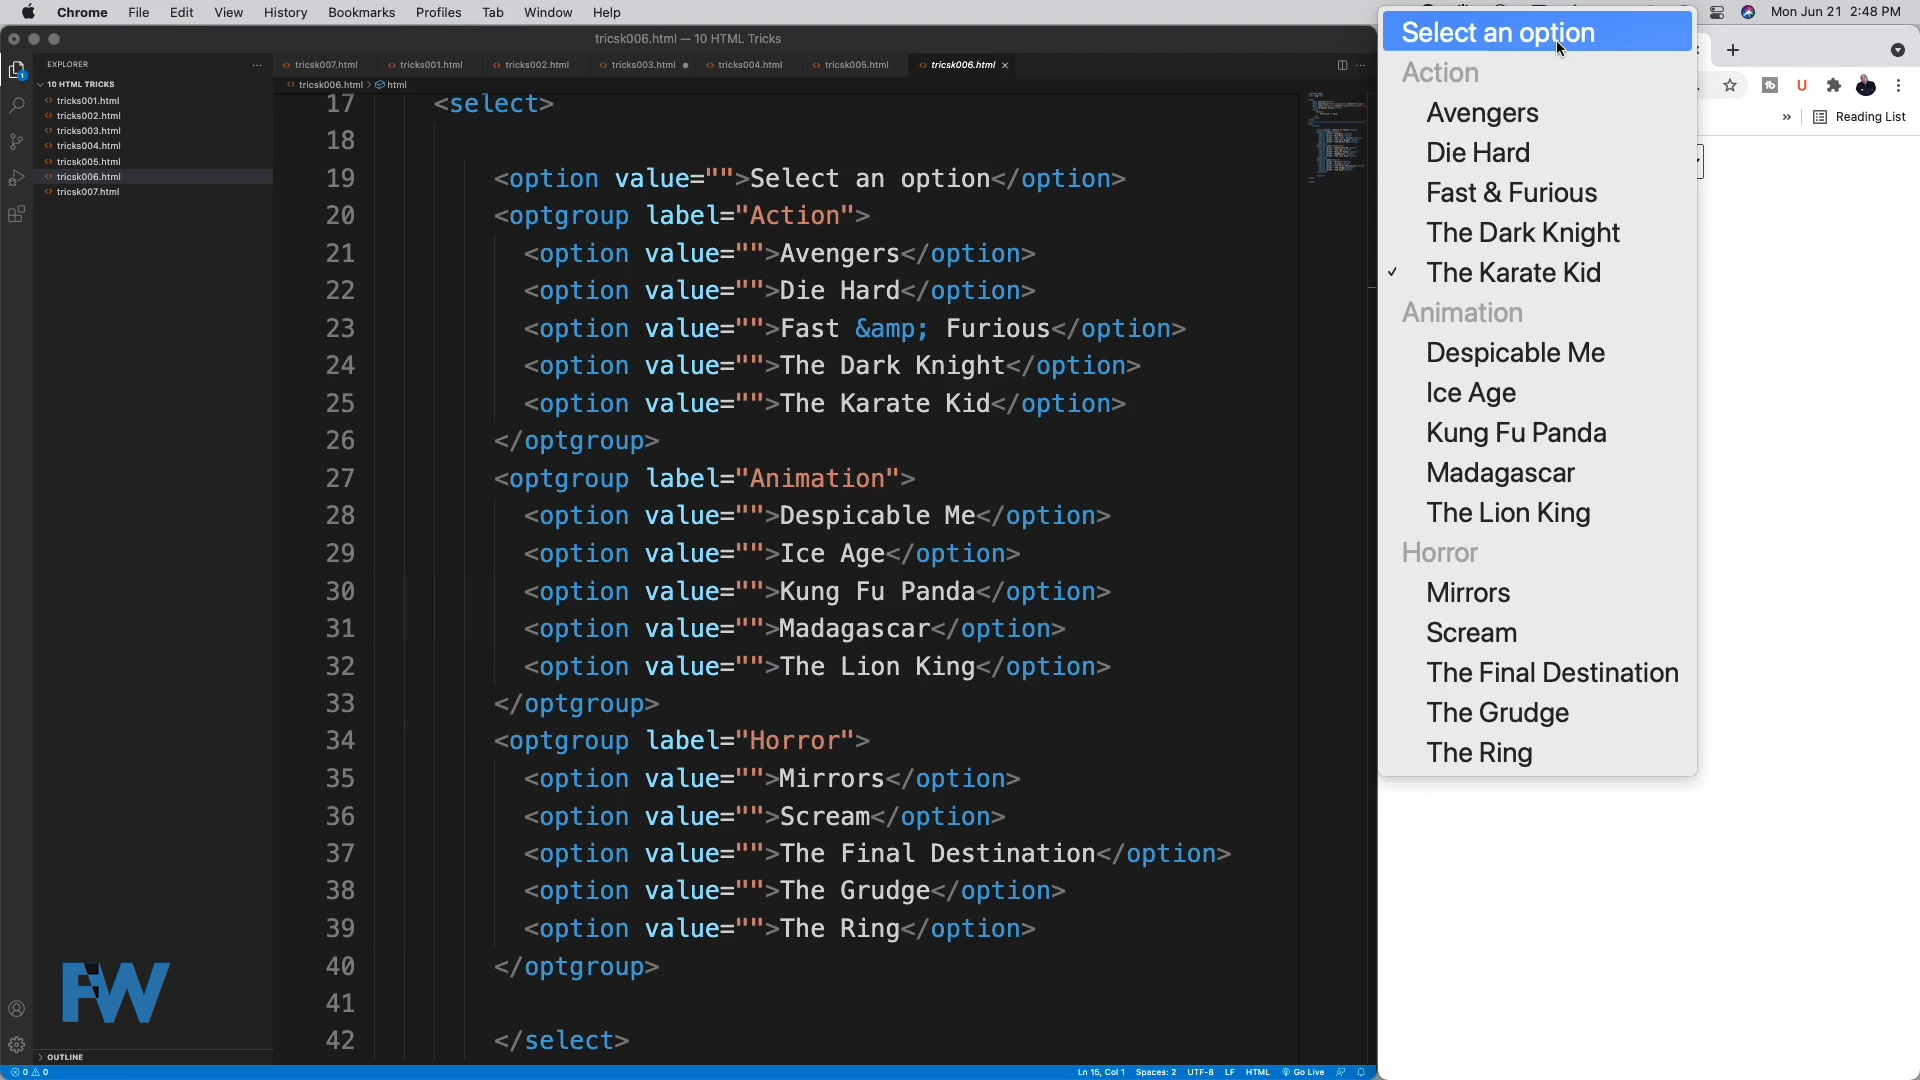 Chrome File Edit View History Bookmarks Profiles Tab Window Help
Mon Jun 21 2:48 PM
tricsk006.html — 10 HTML Tricks
EXPLORER
10 HTML TRICKS
tricks001.html
tricks002.html
tricks003.html
tricks004.html
tricsk005.html
tricsk006.html
tricsk007.html
OUTLINE
FW
tricsk007.html tricks001.html tricks002.html tricks003.html tricks004.html tricsk005.html tricsk006.html
tricsk006.html > html
17 <select>
18
19 <option value="">Select an option</option>
20 <optgroup label="Action">
21 <option value="">Avengers</option>
22 <option value="">Die Hard</option>
23 <option value="">Fast &amp; Furious</option>
24 <option value="">The Dark Knight</option>
25 <option value="">The Karate Kid</option>
26 </optgroup>
27 <optgroup label="Animation">
28 <option value="">Despicable Me</option>
29 <option value="">Ice Age</option>
30 <option value="">Kung Fu Panda</option>
31 <option value="">Madagascar</option>
32 <option value="">The Lion King</option>
33 </optgroup>
34 <optgroup label="Horror">
35 <option value="">Mirrors</option>
36 <option value="">Scream</option>
37 <option value="">The Final Destination</option>
38 <option value="">The Grudge</option>
39 <option value="">The Ring</option>
40 </optgroup>
41
42 </select>
0 0
Ln 15, Col 1 Spaces: 2 UTF-8 LF HTML Go Live
Select an option
Action
Avengers
Die Hard
Fast & Furious
The Dark Knight
✓ The Karate Kid
Animation
Despicable Me
Ice Age
Kung Fu Panda
Madagascar
The Lion King
Horror
Mirrors
Scream
The Final Destination
The Grudge
The Ring
» Reading List